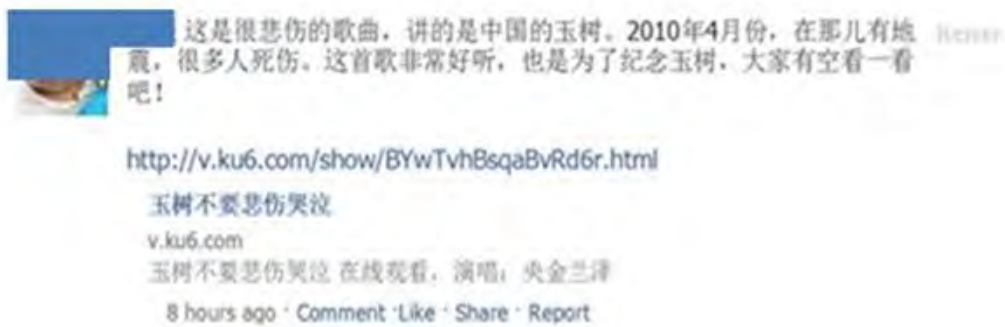 这是很悲伤的歌曲，讲的是中国的玉树。2010年4月份，在那儿有地
震，很多人死伤。这首歌非常好听，也是为了纪念玉树，大家有空看一看
吧！
http://v.ku6.com/show/BYwTvhBsqaBvRd6r.html
玉树不要悲伤哭泣
v.ku6.com
玉树不要悲伤哭泣 在线观看，演唱：央金兰泽
8 hours ago · Comment · Like · Share · Report